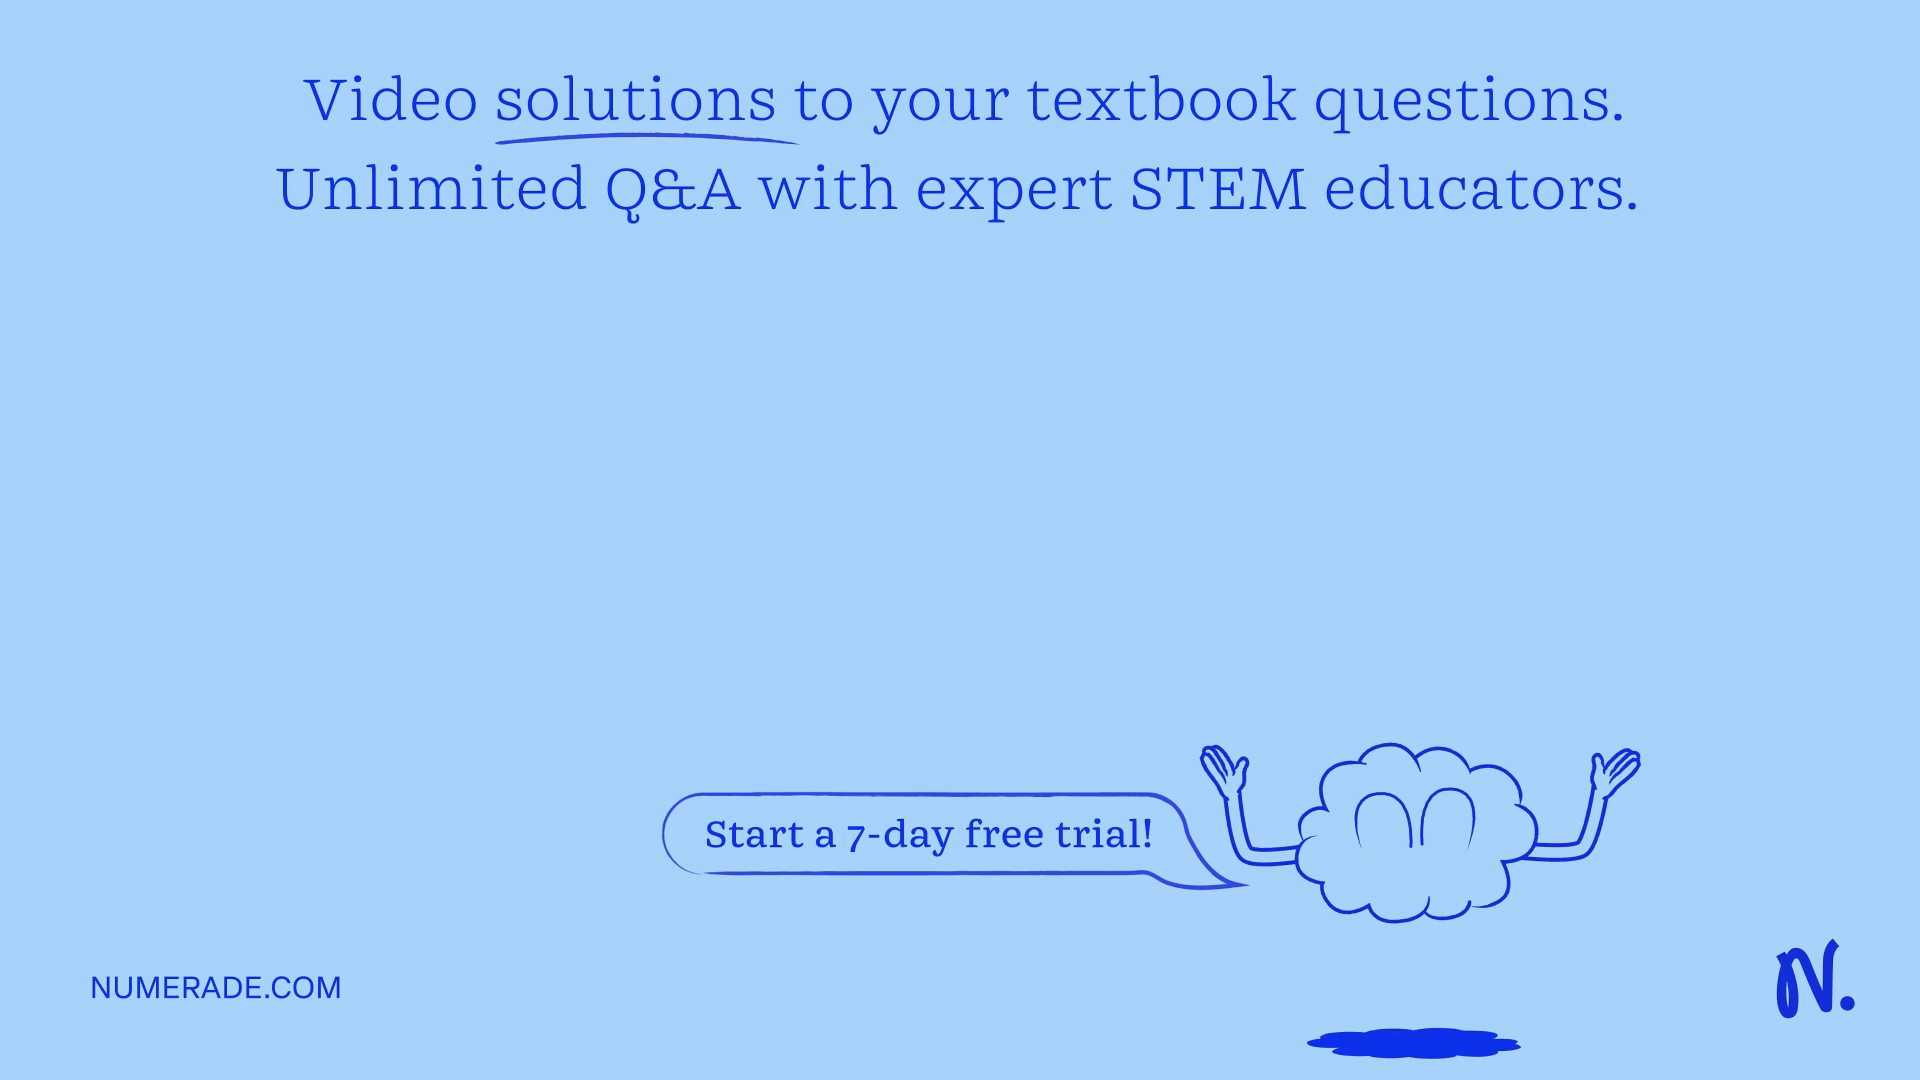 Video solutions to your textbook questions.
Unlimited Q&A with expert STEM educators.
Start a 7-day free trial!
NUMERADE.COM
N.